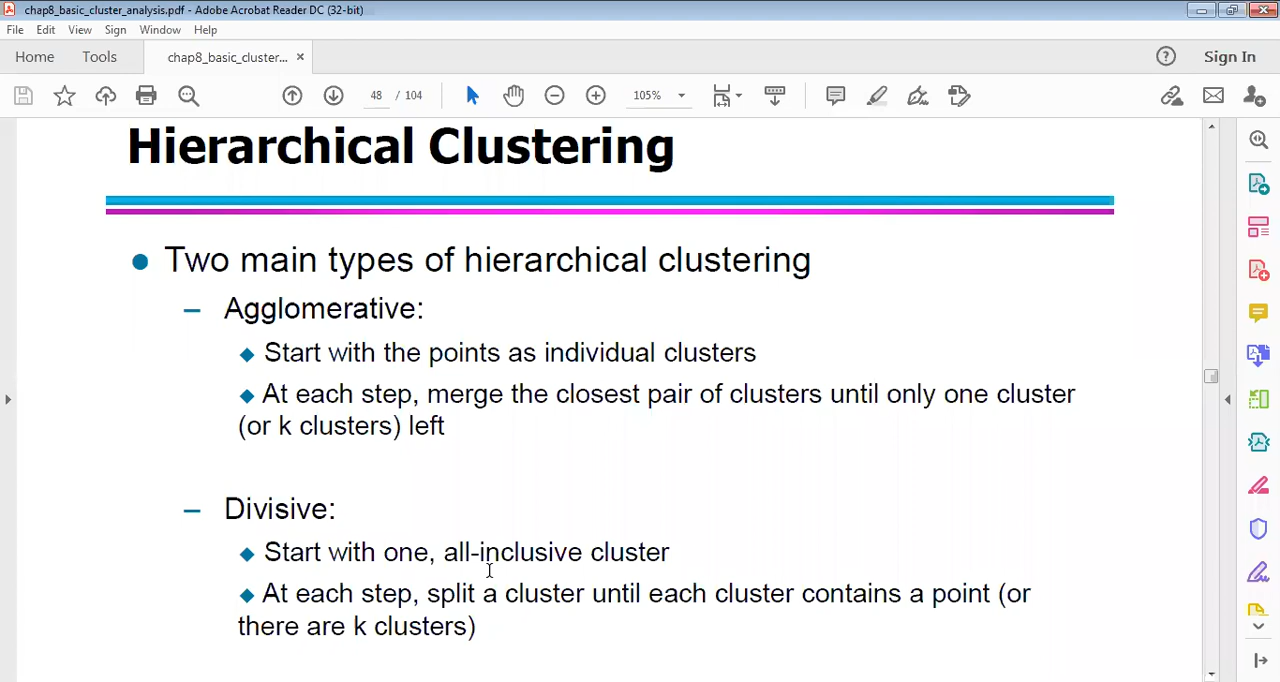 chap8_basic_cluster_analysis.pdf - Adobe Acrobat Reader DC (32-bit)
File Edit View Sign Window Help
Home Tools chap8_basic_cluster... × ? Sign In
48 / 104 105%
Hierarchical Clustering
Two main types of hierarchical clustering
– Agglomerative:
Start with the points as individual clusters
At each step, merge the closest pair of clusters until only one cluster
(or k clusters) left
– Divisive:
Start with one, all-inclusive cluster
At each step, split a cluster until each cluster contains a point (or
there are k clusters)